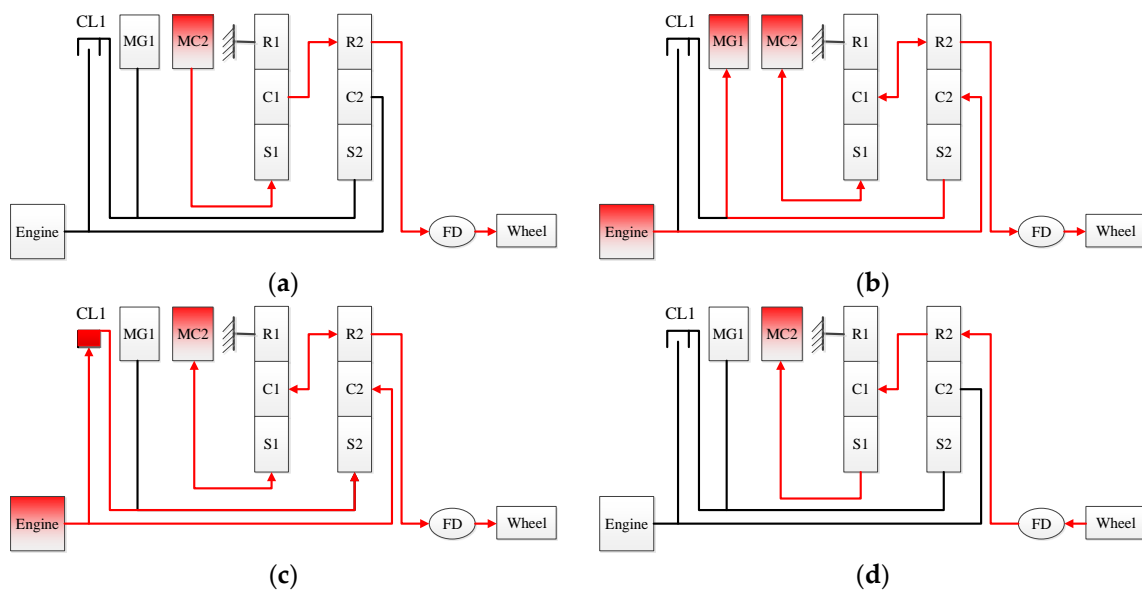 CL1 MG1 MC2 R1 R2
C1 C2
S1 S2
Engine FD Wheel
(a)
CL1 MG1 MC2 R1 R2
C1 C2
S1 S2
Engine FD Wheel
(b)
CL1 MG1 MC2 R1 R2
C1 C2
S1 S2
Engine FD Wheel
(c)
CL1 MG1 MC2 R1 R2
C1 C2
S1 S2
Engine FD Wheel
(d)